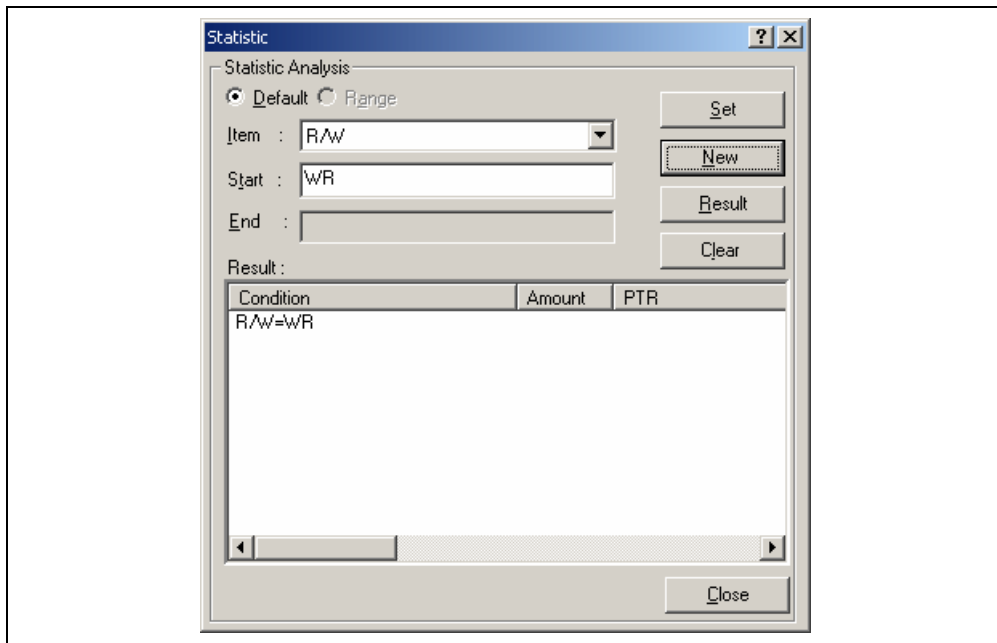 Statistic
Statistic Analysis
Default Range
Set
Item : R/W
New
Start : WR
Result
End :
Clear
Result :
Condition Amount PTR
R/W=WR
Close